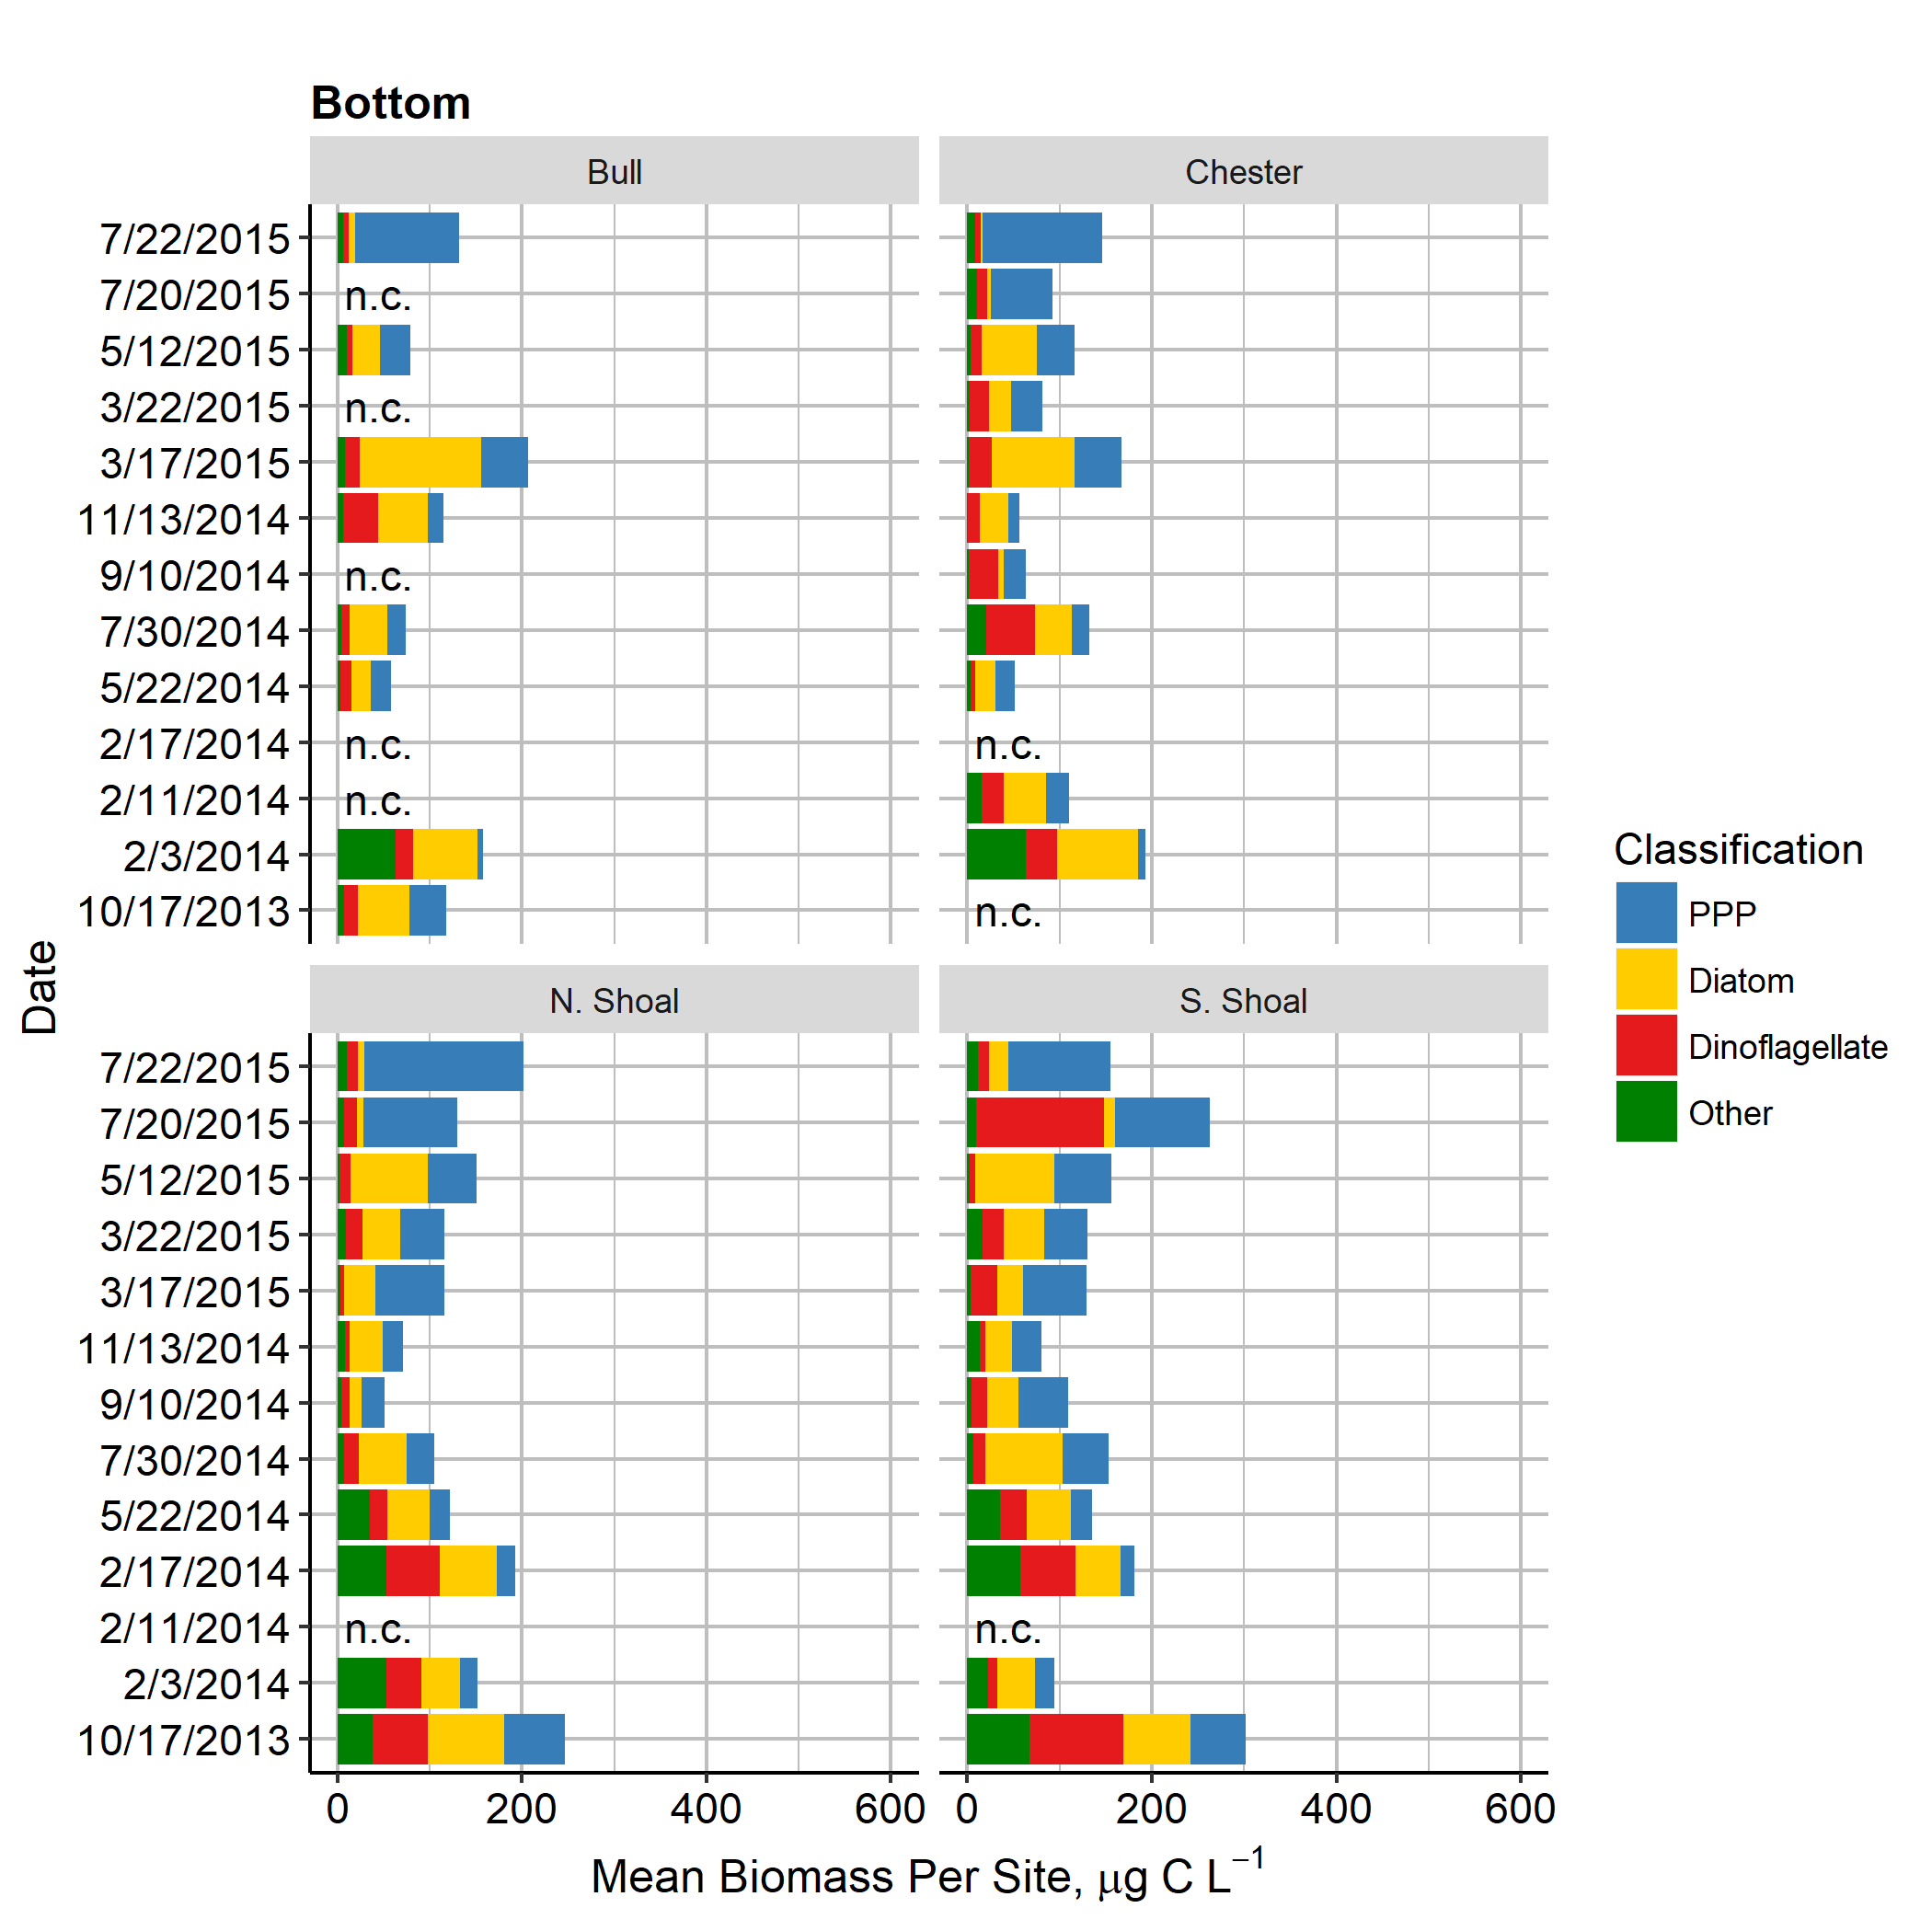 Bottom
Bull
Chester
7/22/2015
7/20/2015
n.c.
5/12/2015
3/22/2015
n.c.
3/17/2015
11/13/2014
9/10/2014
n.c.
7/30/2014
5/22/2014
2/17/2014
n.c.
n.c.
2/11/2014
n.c.
2/3/2014
10/17/2013
n.c.
Date
N. Shoal
S. Shoal
7/22/2015
7/20/2015
5/12/2015
3/22/2015
3/17/2015
11/13/2014
9/10/2014
7/30/2014
5/22/2014
2/17/2014
2/11/2014
n.c.
n.c.
2/3/2014
10/17/2013
0 200 400 600
0 200 400 600
Mean Biomass Per Site, μg C L⁻¹
Classification
PPP
Diatom
Dinoflagellate
Other